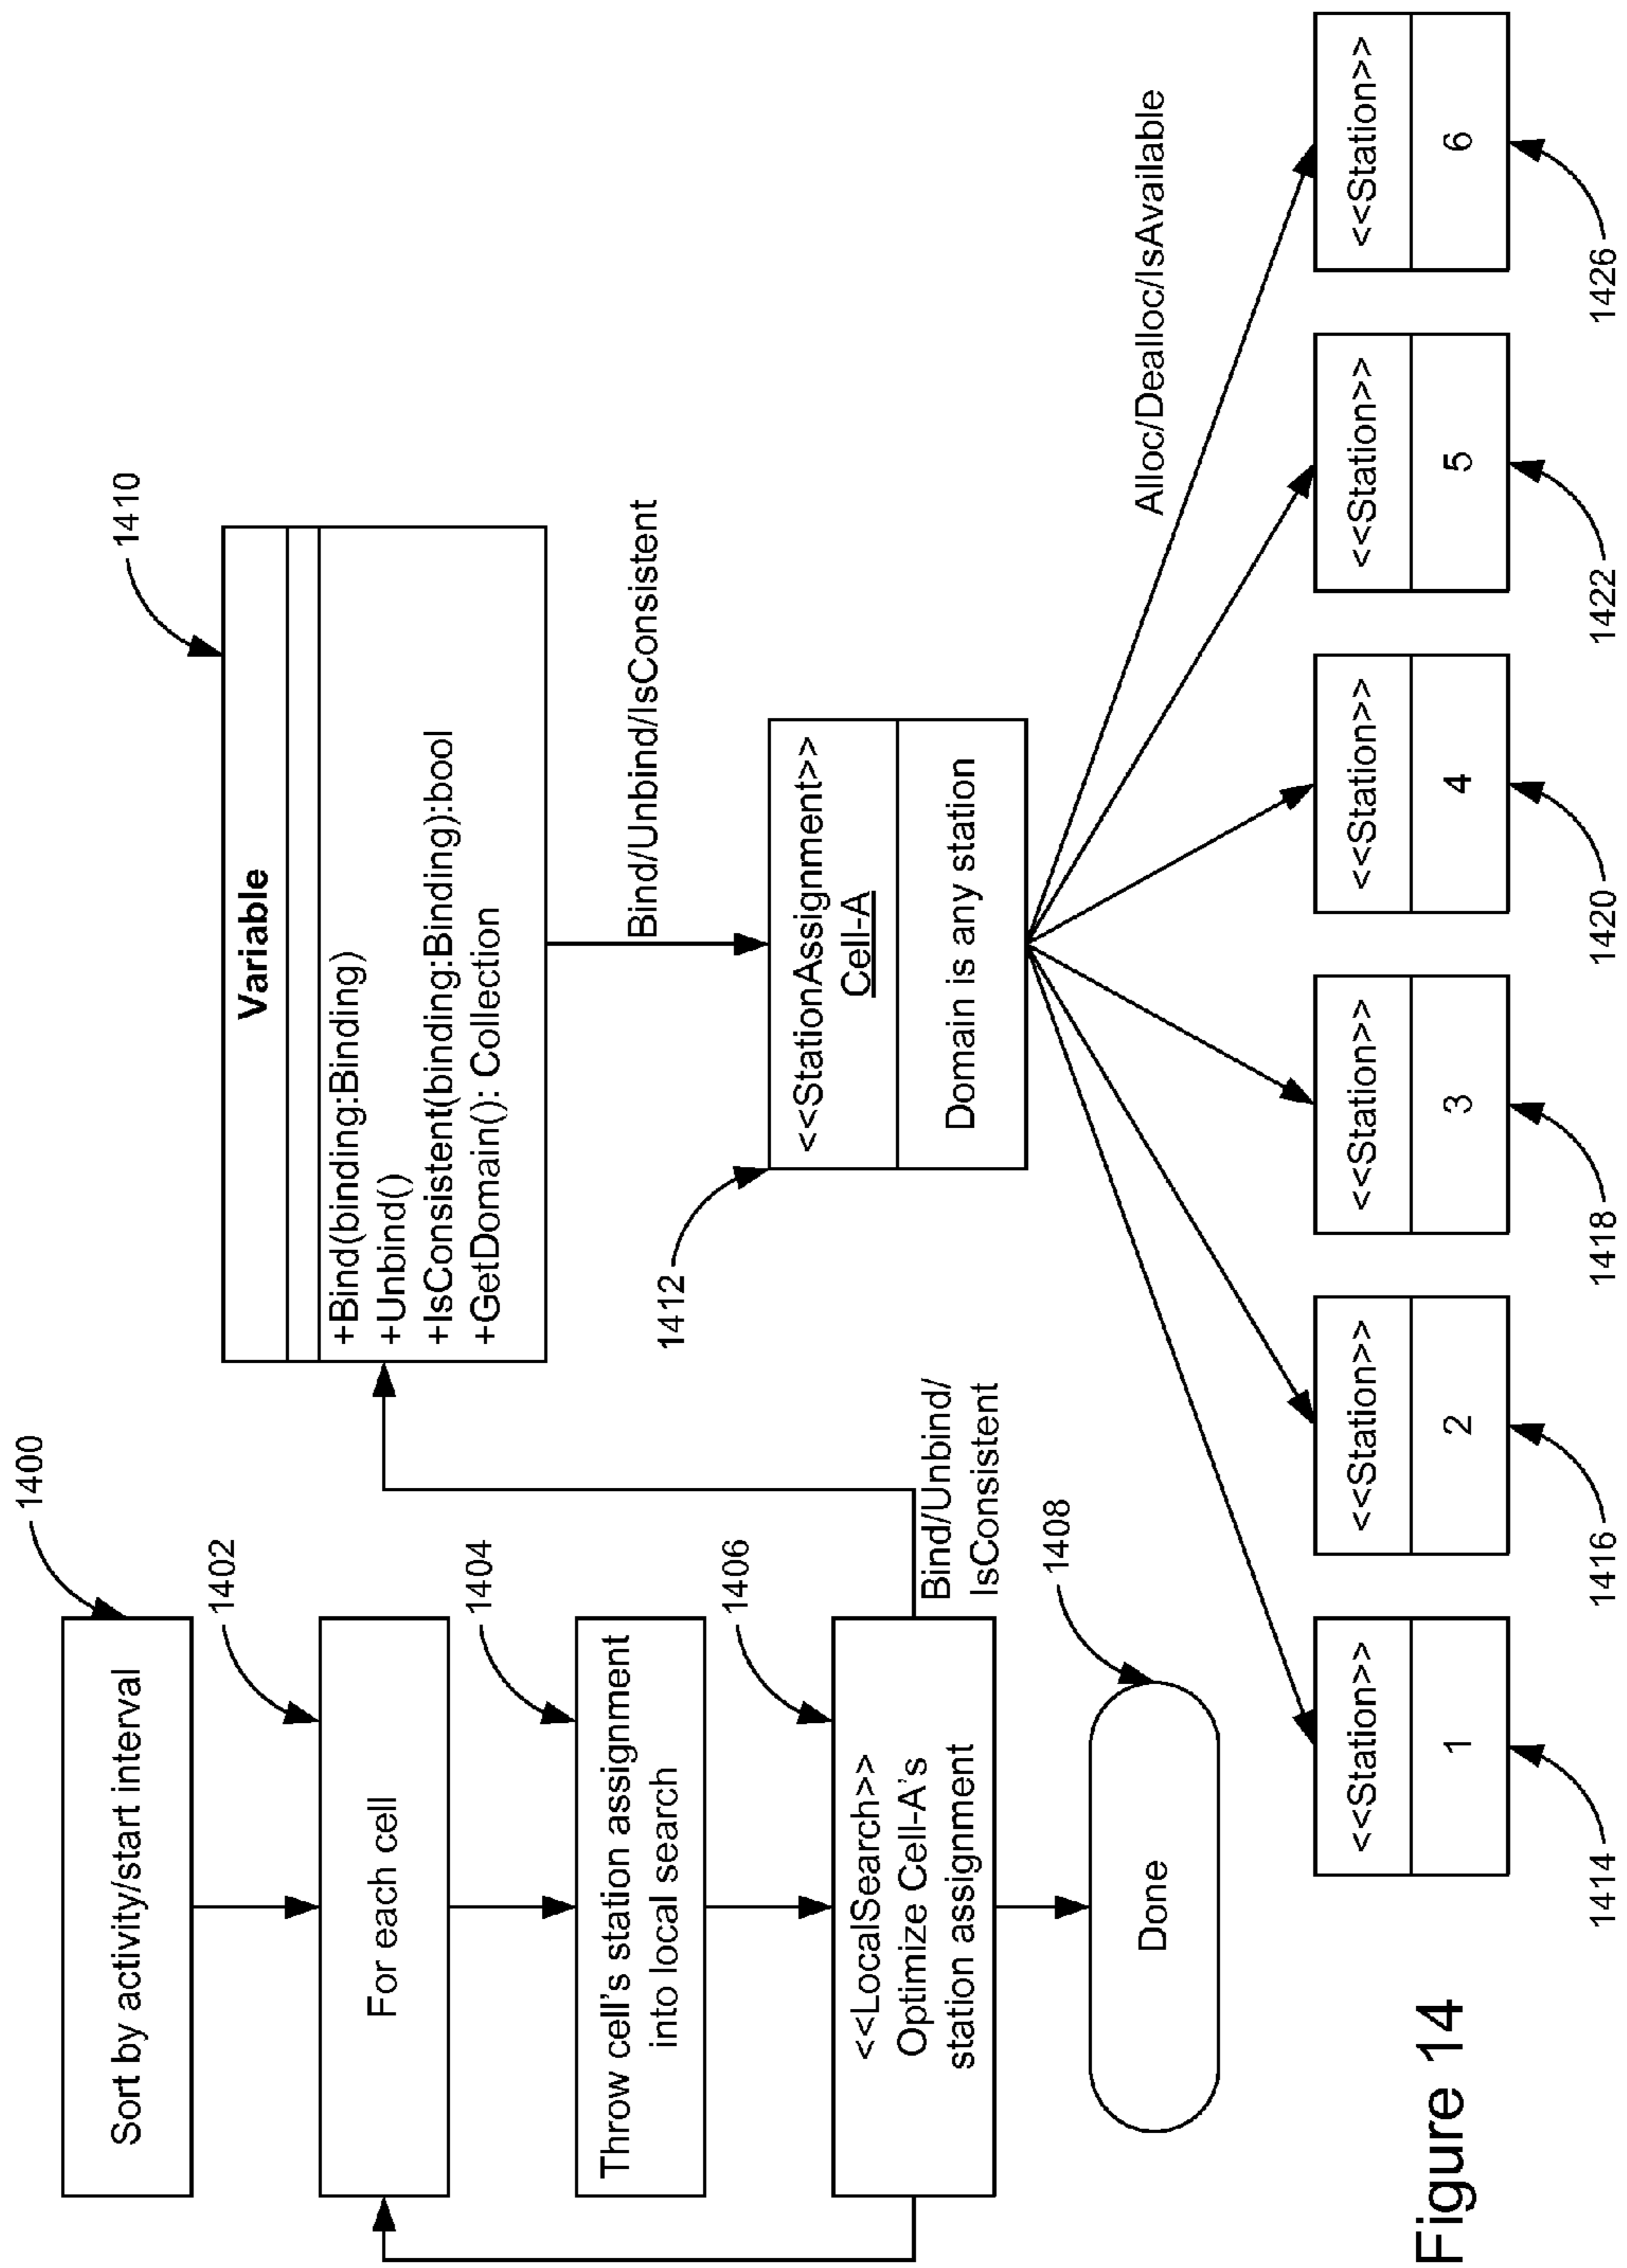 1400
Sort by activity/start interval
1402
For each cell
1404
Throw cell's station assignment
into local search
1406
<<LocalSearch>>
Optimize Cell-A's
station assignment
Bind/Unbind/
IsConsistent
1408
Done
1410
Variable
+Bind(binding:Binding)
+Unbind()
+IsConsistent(binding:Binding):bool
+GetDomain(): Collection
Bind/Unbind/IsConsistent
1412
<<StationAssignment>>
Cell-A
Domain is any station
Alloc/Dealloc/IsAvailable
<<Station>>
1
1414
<<Station>>
2
1416
<<Station>>
3
1418
<<Station>>
4
1420
<<Station>>
5
1422
<<Station>>
6
1426
Figure 14